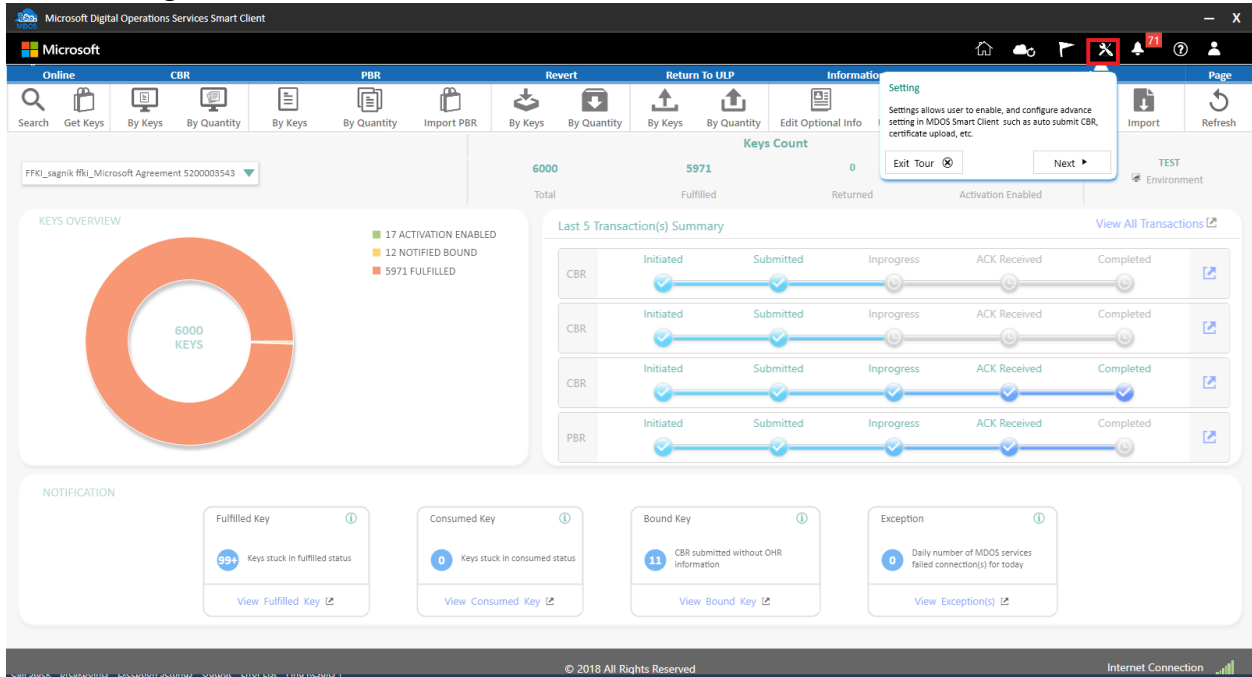 MDOS
Microsoft Digital Operations Services Smart Client
Microsoft
71
Online CBR PBR Revert Return To ULP Page
Search Get Keys By Keys By Quantity By Keys By Quantity Import PBR By Keys By Quantity By Keys By Quantity Edit Optional Info Import Refresh
Setting
Settings allows user to enable, and configure advance
setting in MDOS Smart Client such as auto submit CBR,
certificate upload, etc.
Exit Tour
Next
FFKI_sagnik ffki_Microsoft Agreement 5200003543
Keys Count
6000 5971 0
Total Fulfilled Returned Activation Enabled
TEST
Environment
KEYS OVERVIEW
17 ACTIVATION ENABLED
12 NOTIFIED BOUND
5971 FULFILLED
6000
KEYS
Last 5 Transaction(s) Summary
View All Transactions
CBR
Initiated Submitted Inprogress ACK Received Completed
CBR
Initiated Submitted Inprogress ACK Received Completed
CBR
Initiated Submitted Inprogress ACK Received Completed
PBR
Initiated Submitted Inprogress ACK Received Completed
NOTIFICATION
Fulfilled Key
99+
Keys stuck in fulfilled status
View Fulfilled Key
Consumed Key
0
Keys stuck in consumed status
View Consumed Key
Bound Key
11
CBR submitted without OHR
information
View Bound Key
Exception
0
Daily number of MDOS services
failed connection(s) for today
View Exception(s)
© 2018 All Rights Reserved
Internet Connection